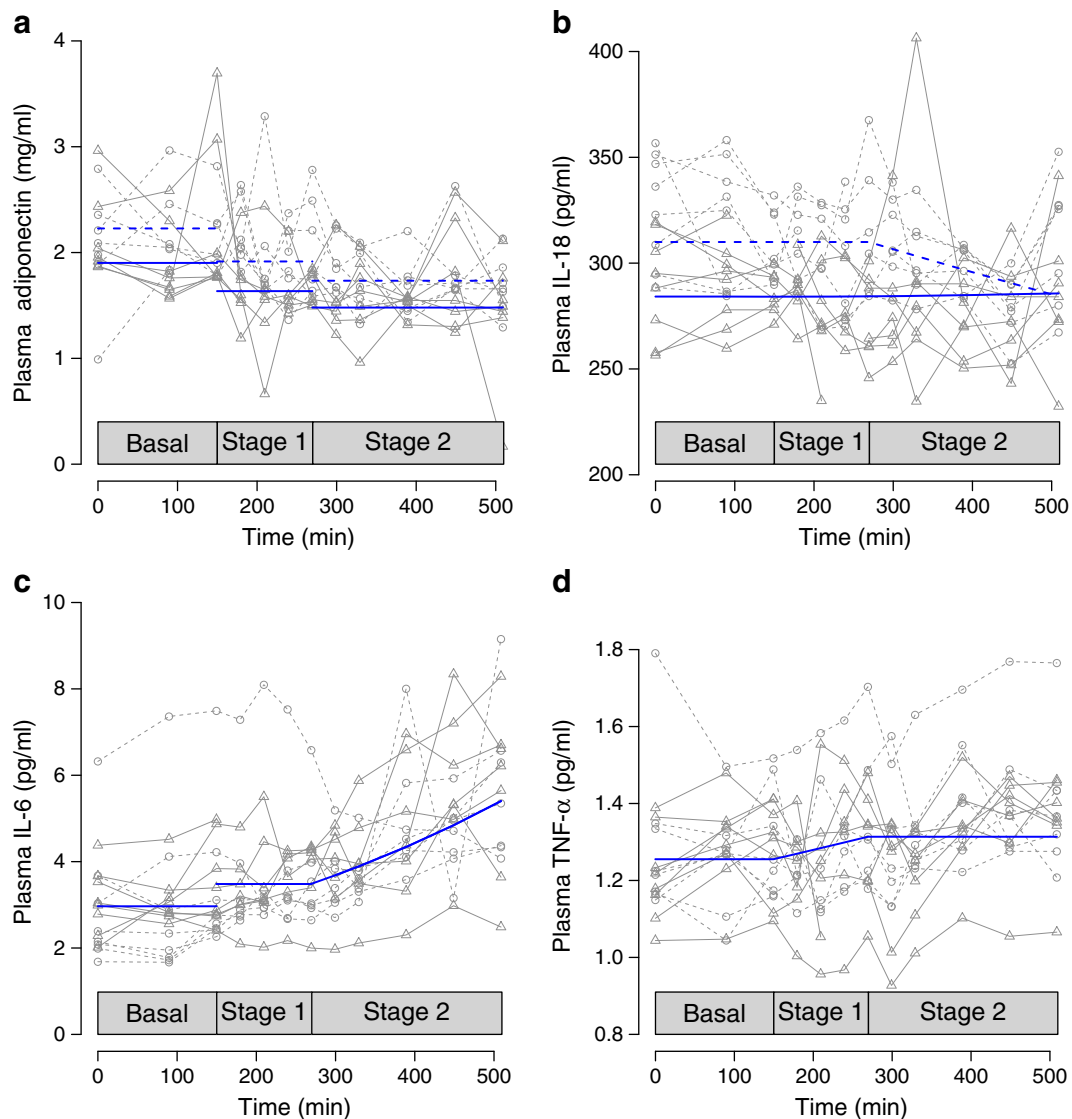 a
Plasma adiponectin (mg/ml)
4
3
2
1
0
Basal Stage 1 Stage 2
0 100 200 300 400 500
Time (min)
b
Plasma IL-18 (pg/ml)
400
350
300
250
200
Basal Stage 1 Stage 2
0 100 200 300 400 500
Time (min)
c
Plasma IL-6 (pg/ml)
10
8
6
4
2
0
Basal Stage 1 Stage 2
0 100 200 300 400 500
Time (min)
d
Plasma TNF-α (pg/ml)
1.8
1.6
1.4
1.2
1.0
0.8
Basal Stage 1 Stage 2
0 100 200 300 400 500
Time (min)